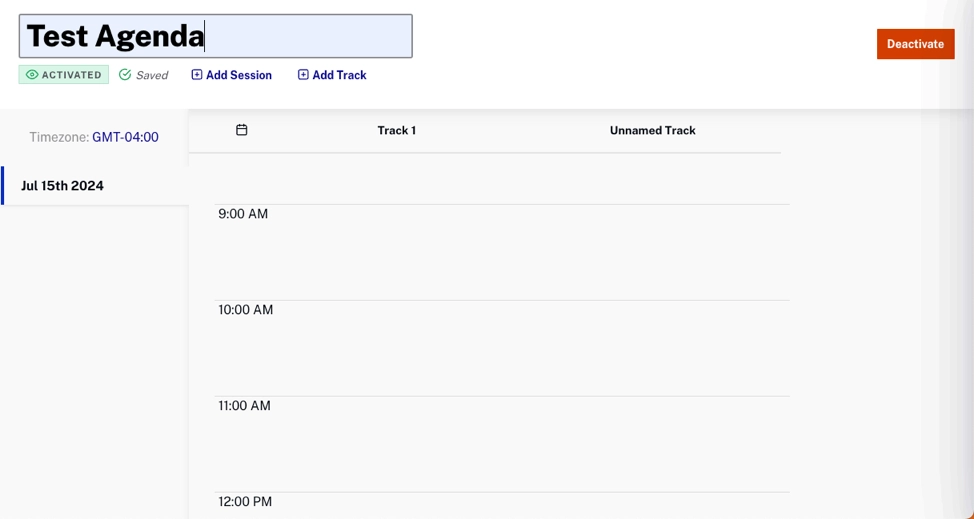 Test Agenda
Deactivate
ACTIVATED Saved Add Session Add Track
Timezone: GMT-04:00
Track 1 Unnamed Track
Jul 15th 2024
9:00 AM
10:00 AM
11:00 AM
12:00 PM